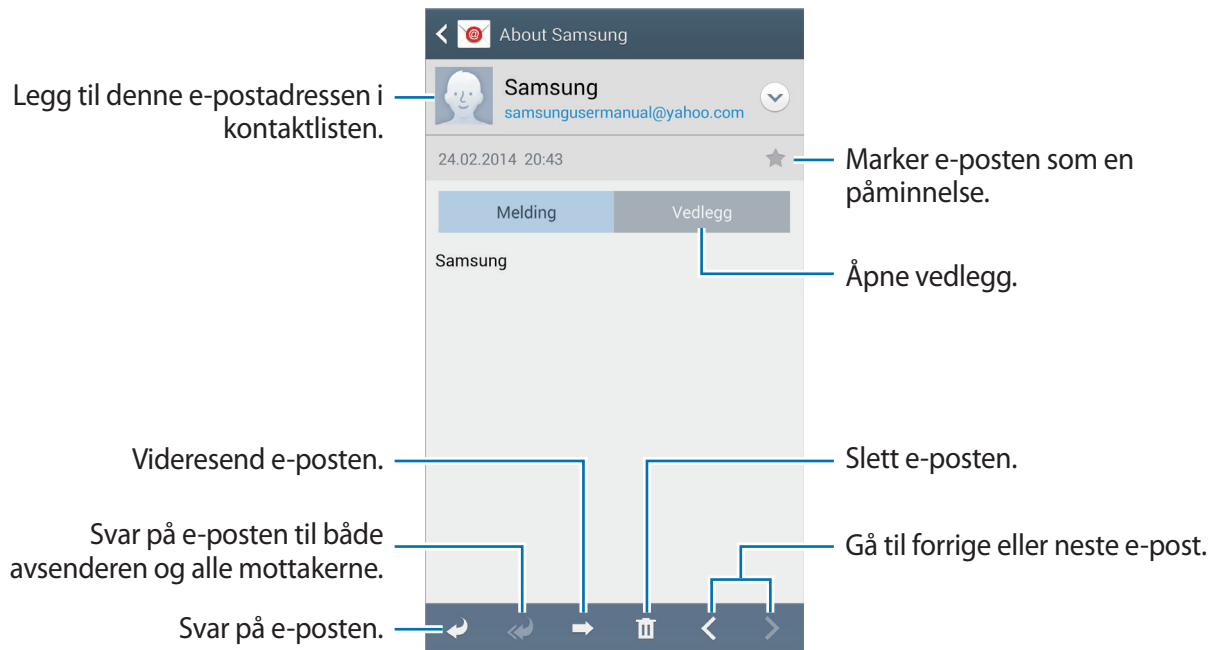 About Samsung
Legg til denne e-postadressen i
kontaktlisten.
Samsung
samsungusermanual@yahoo.com
24.02.2014 20:43
Marker e-posten som en
påminnelse.
Melding
Vedlegg
Samsung
Åpne vedlegg.
Videresend e-posten.
Slett e-posten.
Svar på e-posten til både
avsenderen og alle mottakerne.
Gå til forrige eller neste e-post.
Svar på e-posten.